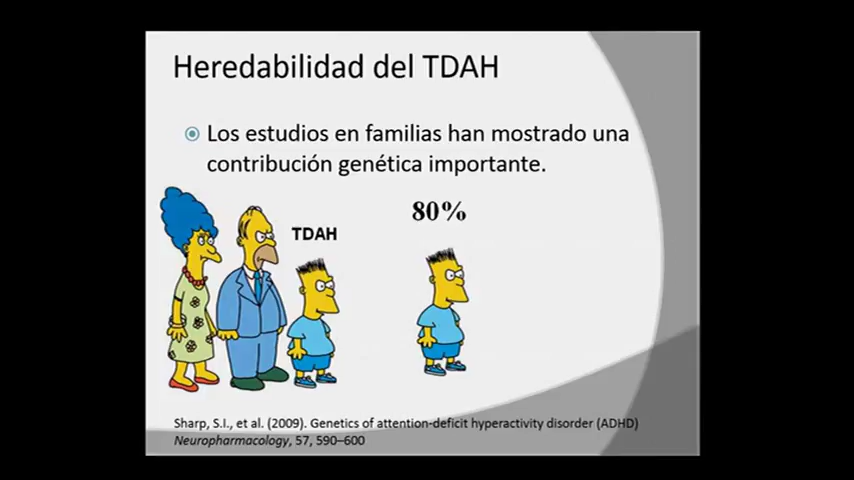 Heredabilidad del TDAH
Los estudios en familias han mostrado una
contribución genética importante.
80%
TDAH
Sharp, S.I., et al. (2009). Genetics of attention-deficit hyperactivity disorder (ADHD)
Neuropharmacology, 57, 590–600